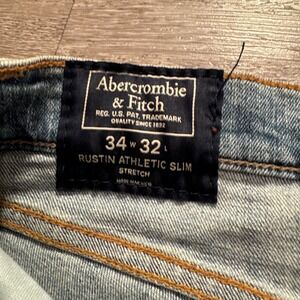 Abercrombie
& Fitch
REG. U.S. PAT. TRADEMARK
QUALITY SINCE 1892
34 W 32 L
RUSTIN ATHLETIC SLIM
STRETCH